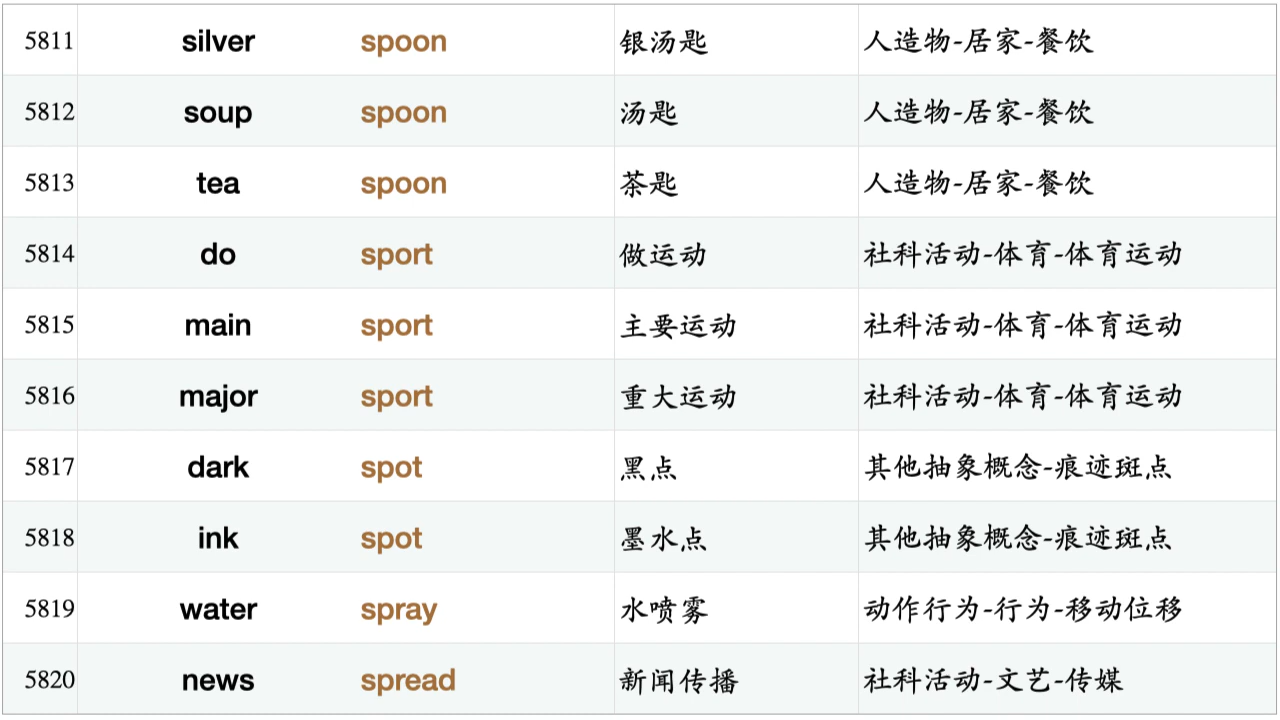 5811 silver spoon 银汤匙 人造物-居家-餐饮
5812 soup spoon 汤匙 人造物-居家-餐饮
5813 tea spoon 茶匙 人造物-居家-餐饮
5814 do sport 做运动 社科活动-体育-体育运动
5815 main sport 主要运动 社科活动-体育-体育运动
5816 major sport 重大运动 社科活动-体育-体育运动
5817 dark spot 黑点 其他抽象概念-痕迹斑点
5818 ink spot 墨水点 其他抽象概念-痕迹斑点
5819 water spray 水喷雾 动作行为-行为-移动位移
5820 news spread 新闻传播 社科活动-文艺-传媒